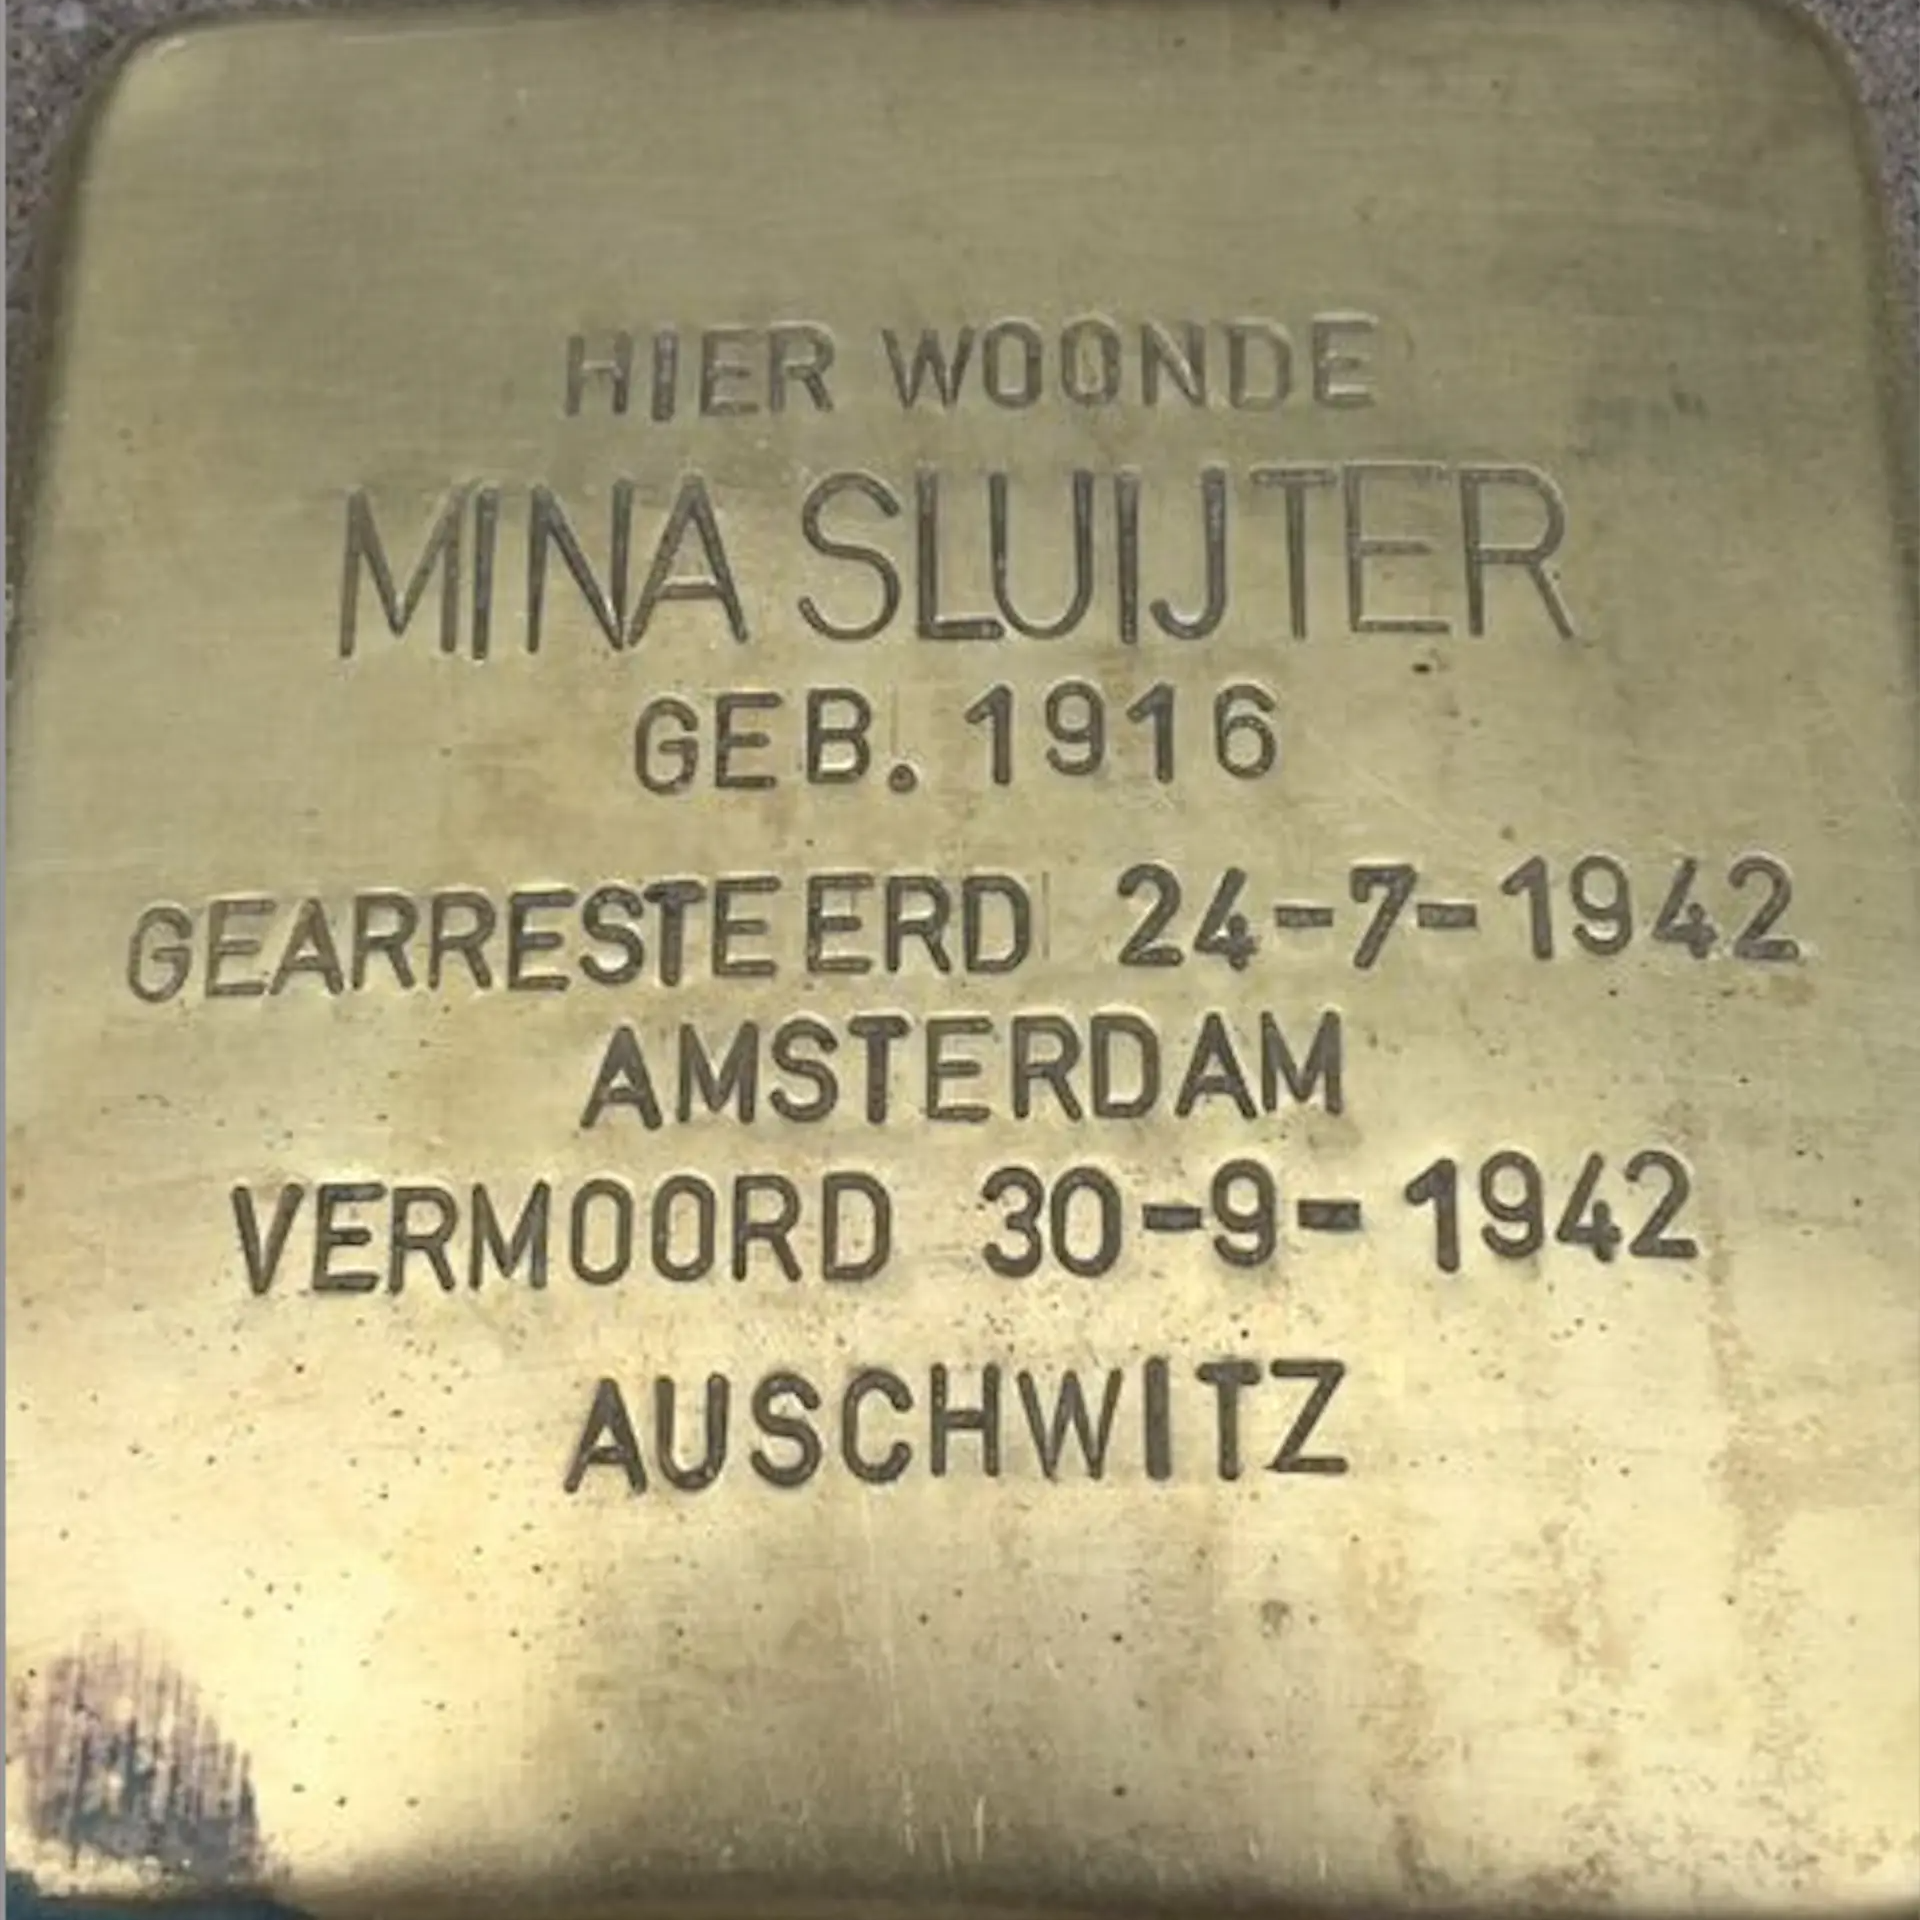 HIER WOONDE
MINA SLUIJTER
GEB. 1916
GEARRESTEERD 24-7-1942
AMSTERDAM
VERMOORD 30-9-1942
AUSCHWITZ